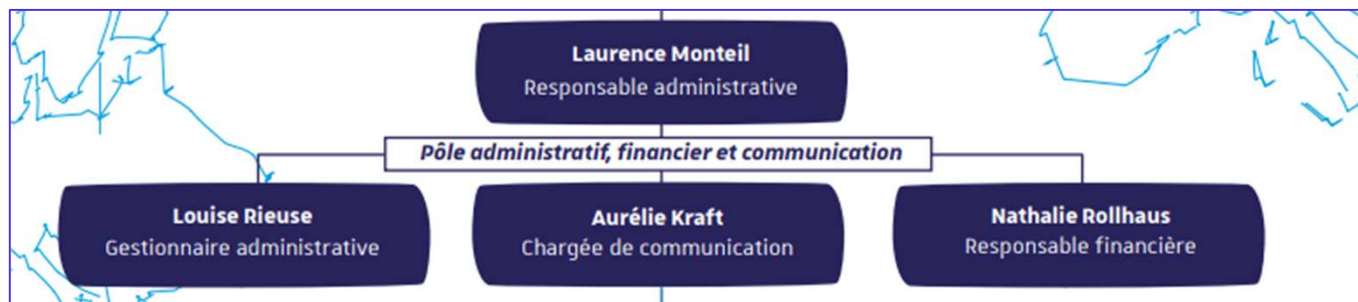 Laurence Monteil
Responsable administrative
Pôle administratif, financier et communication
Louise Rieuse
Gestionnaire administrative
Aurélie Kraft
Chargée de communication
Nathalie Rollhaus
Responsable financière